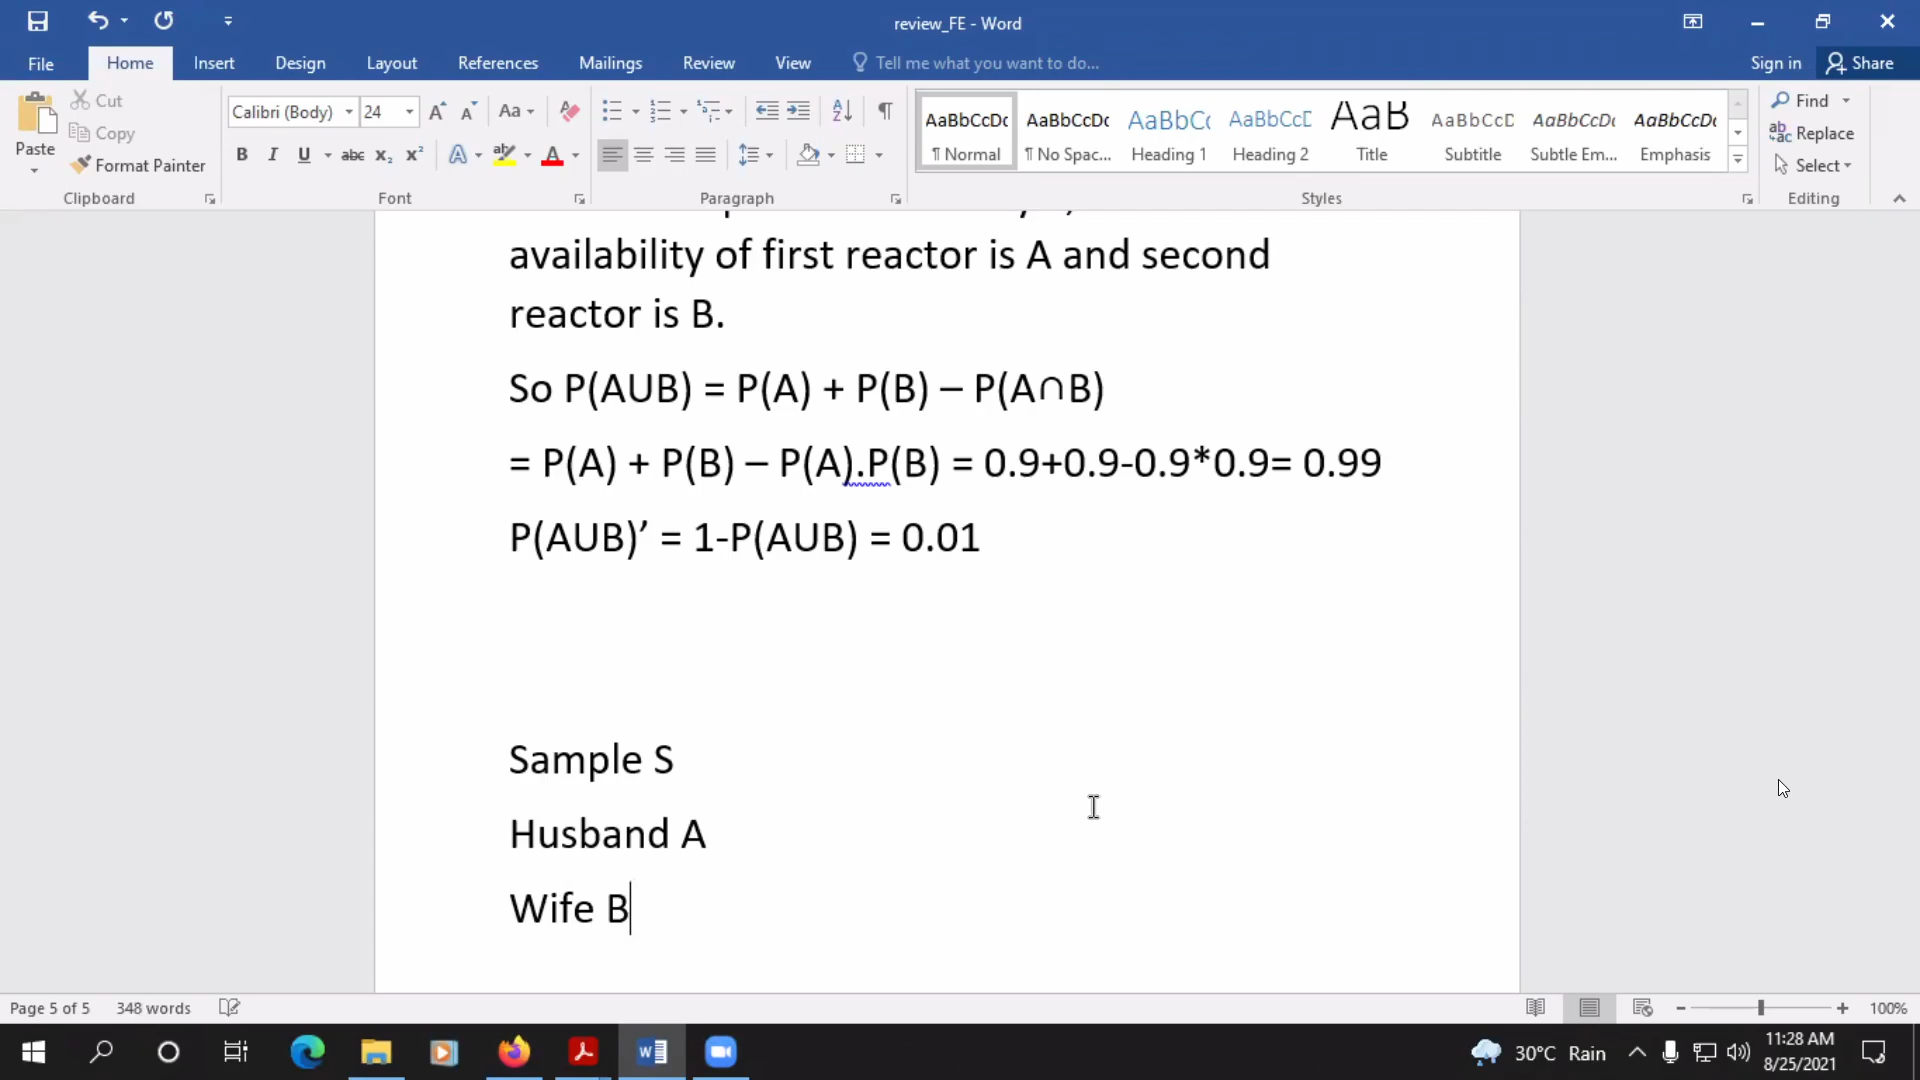 review_FE - Word
File
Home
Insert
Design
Layout
References
Mailings
Review
View
Tell me what you want to do...
Sign in
Share
Paste
Cut
Copy
Format Painter
Clipboard
Calibri (Body)
24
Aa
B I U abc x₂ x²
A
Font
Paragraph
AaBbCcDc
¶ Normal
AaBbCcDc
¶ No Spac...
AaBbCc
Heading 1
AaBbCcD
Heading 2
AaB
Title
AaBbCcD
Subtitle
AaBbCcDc
Subtle Em...
AaBbCcDc
Emphasis
Styles
Find
Replace
Select
Editing
availability of first reactor is A and second
reactor is B.
So P(AUB) = P(A) + P(B) – P(A∩B)
= P(A) + P(B) – P(A).P(B) = 0.9+0.9-0.9*0.9= 0.99
P(AUB)’ = 1-P(AUB) = 0.01
Sample S
Husband A
Wife B
Page 5 of 5
348 words
100%
30°C Rain
11:28 AM
8/25/2021